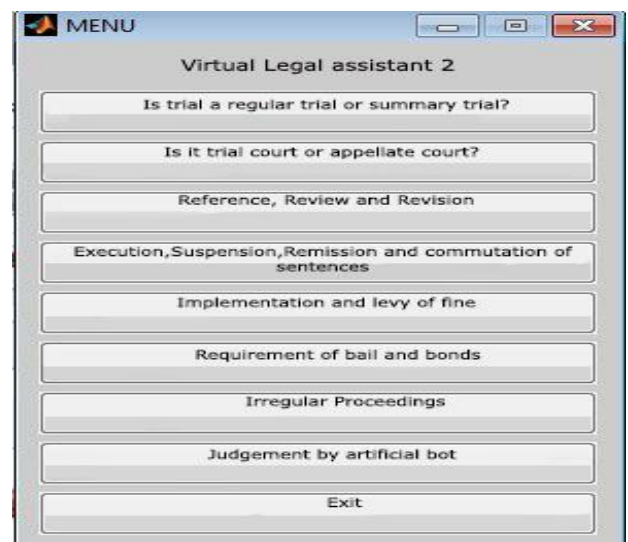 MENU
Virtual Legal assistant 2
Is trial a regular trial or summary trial?
Is it trial court or appellate court?
Reference, Review and Revision
Execution,Suspension,Remission and commutation of
sentences
Implementation and levy of fine
Requirement of bail and bonds
Irregular Proceedings
Judgement by artificial bot
Exit